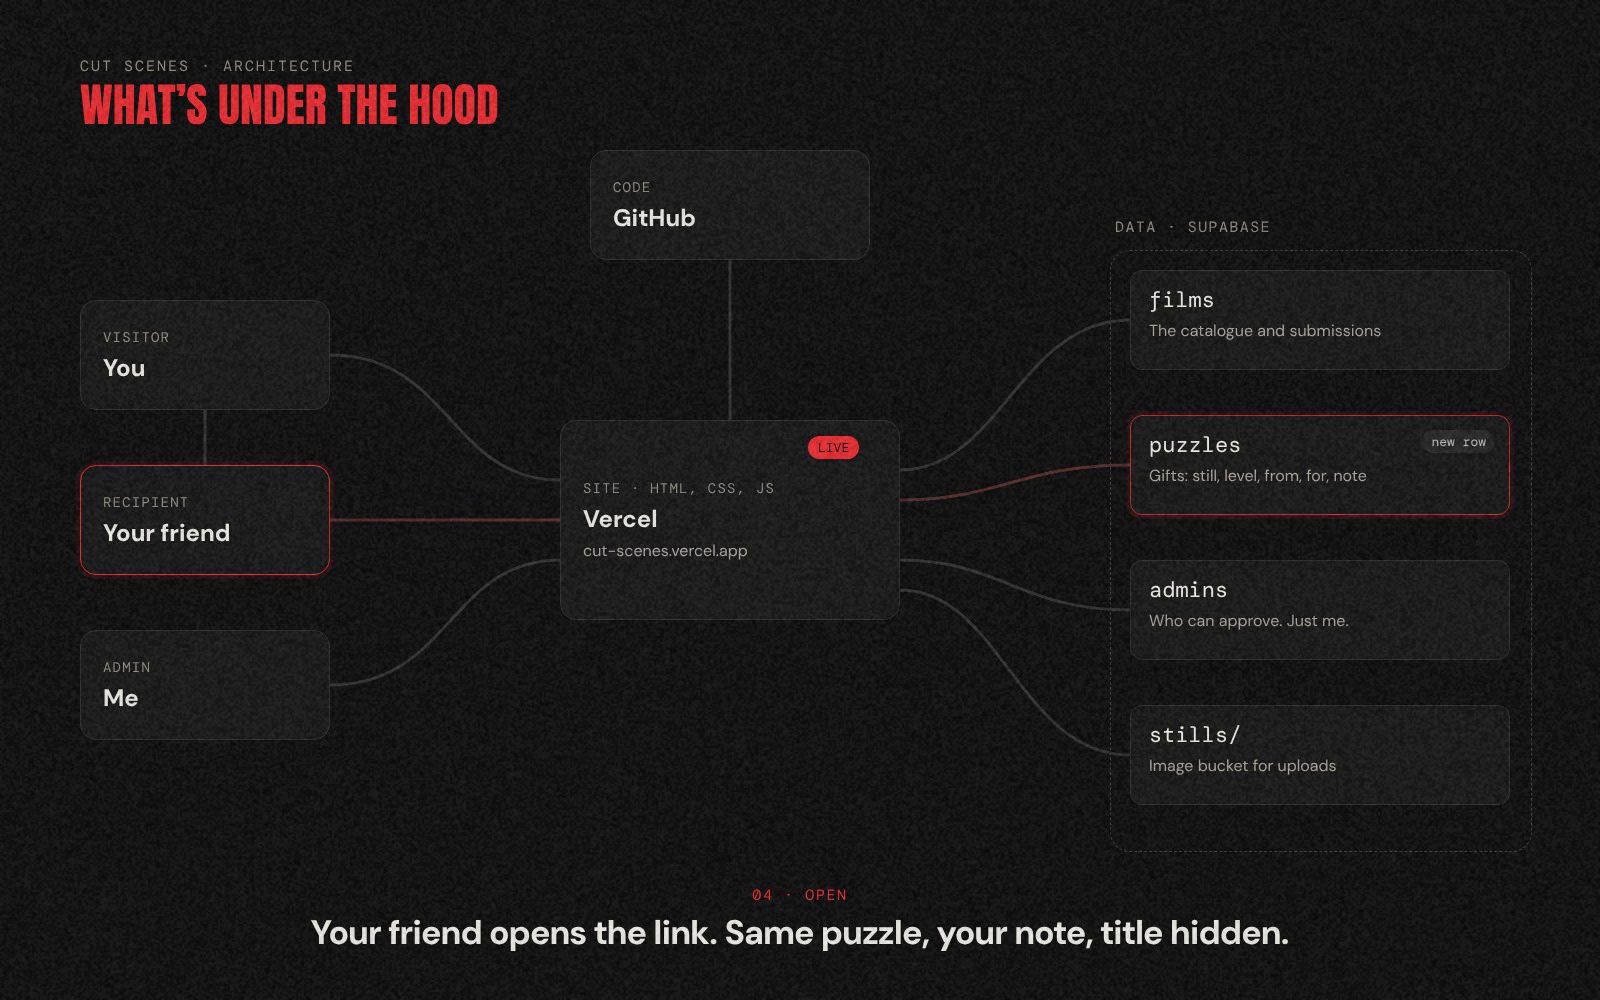 CUT SCENES · ARCHITECTURE
WHAT'S UNDER THE HOOD
CODE
GitHub
DATA · SUPABASE
films
The catalogue and submissions
VISITOR
You
puzzles
new row
Gifts: still, level, from, for, note
LIVE
SITE · HTML, CSS, JS
Vercel
cut-scenes.vercel.app
RECIPIENT
Your friend
admins
Who can approve. Just me.
ADMIN
Me
stills/
Image bucket for uploads
04 · OPEN
Your friend opens the link. Same puzzle, your note, title hidden.